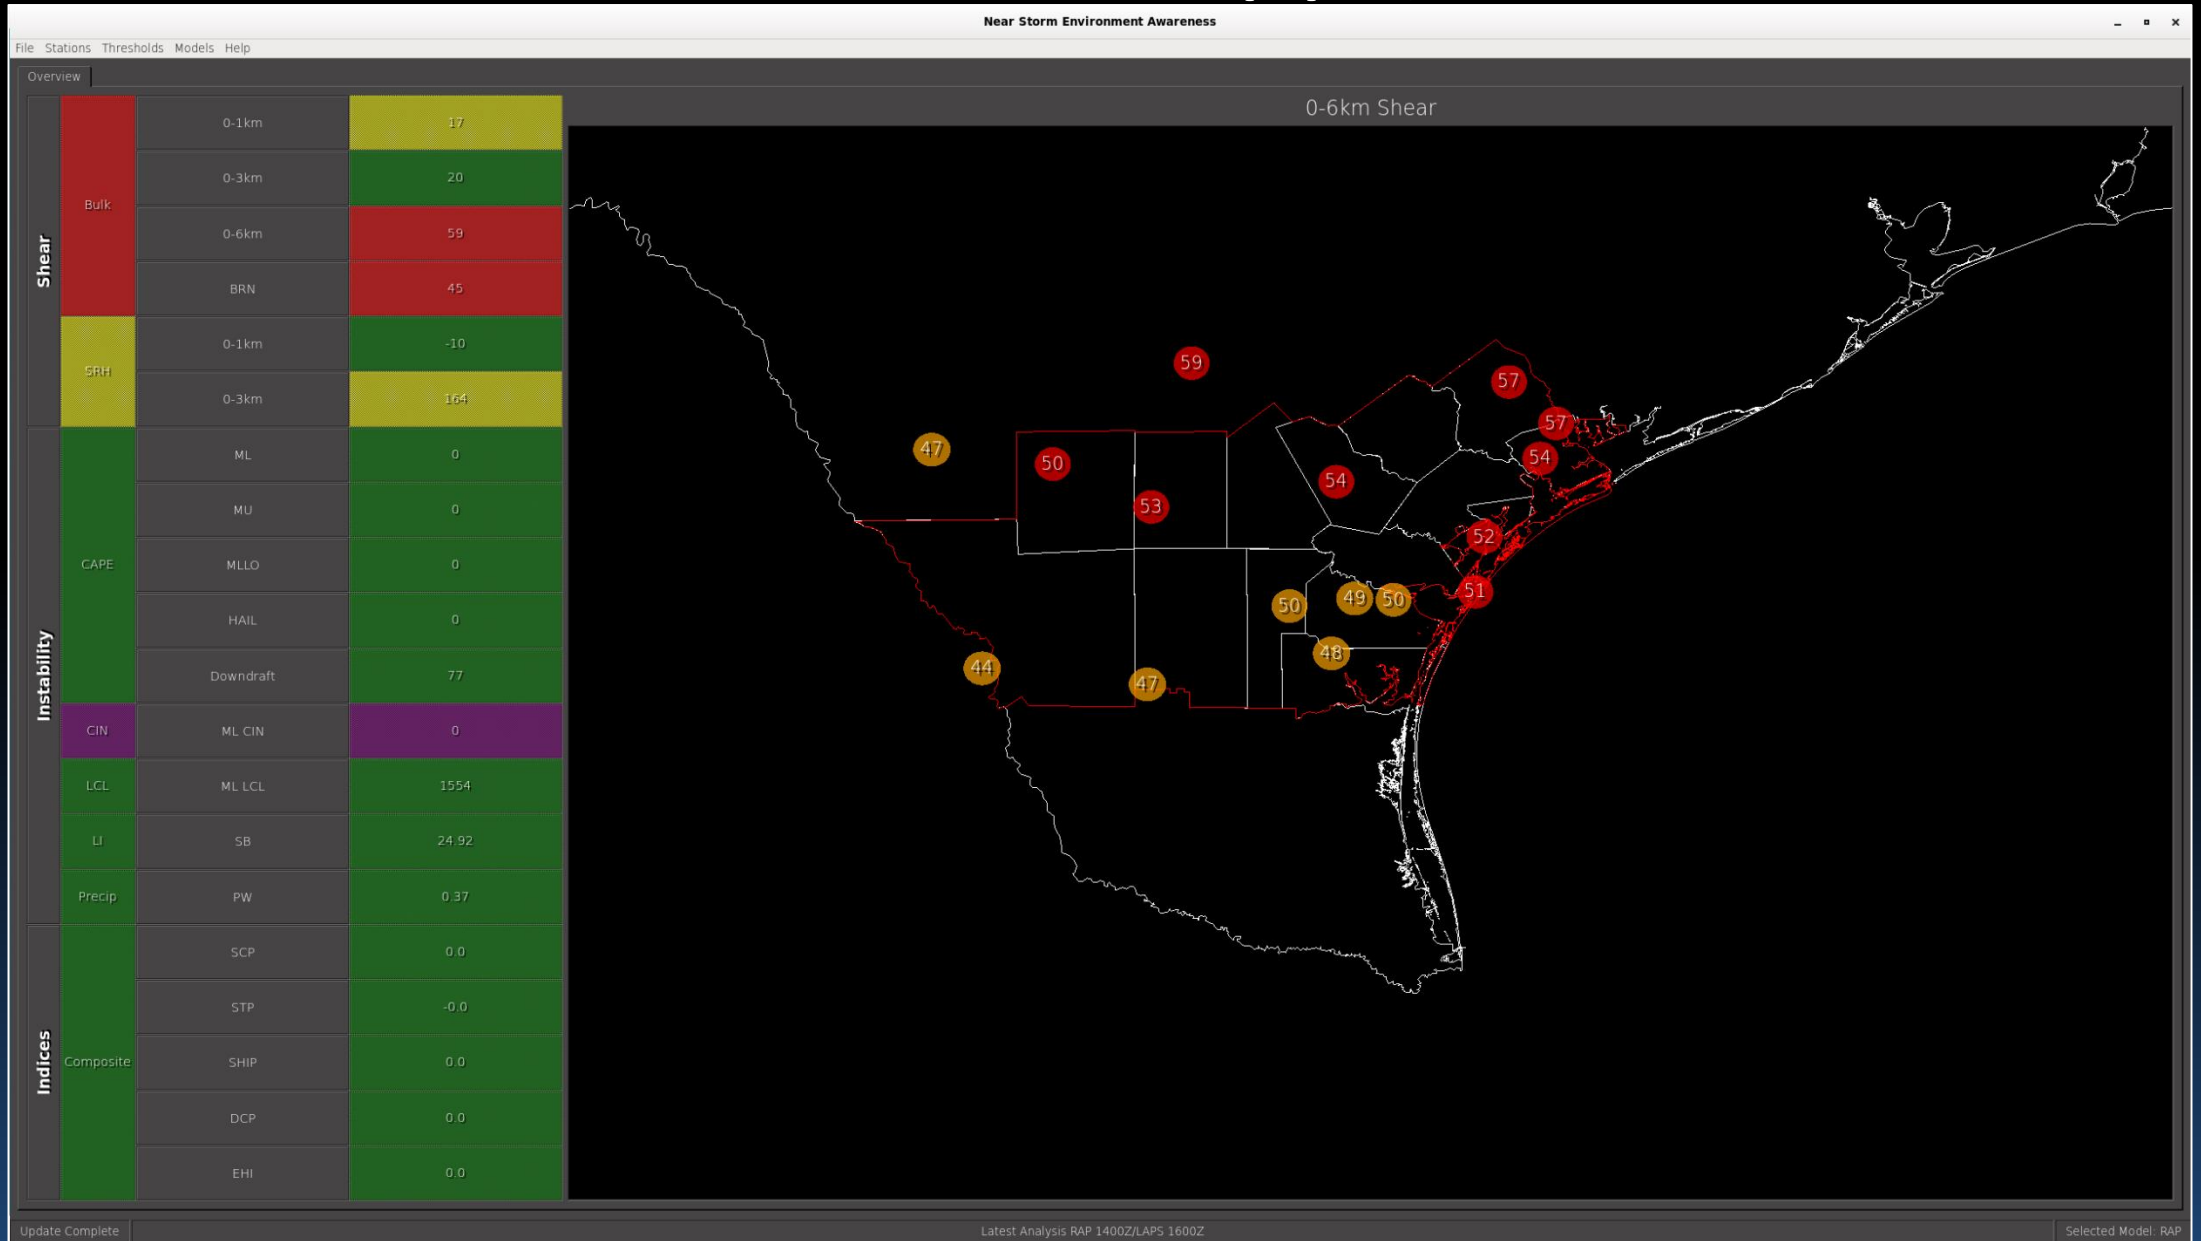 Near Storm Environment Awareness
File Stations Thresholds Models Help
Overview
0-6km Shear
Shear
Bulk
0-1km 17
0-3km 20
0-6km 59
BRN 45
SRH
0-1km -10
0-3km 164
Instability
CAPE
ML 0
MU 0
MLLO 0
HAIL 0
Downdraft 77
CIN ML CIN 0
LCL ML LCL 1554
LI SB 24.92
Precip PW 0.37
Indices
Composite
SCP 0.0
STP -0.0
SHIP 0.0
DCP 0.0
EHI 0.0
59
57
57
47
50
54
54
53
52
51
50
49
50
48
44
47
Update Complete
Latest Analysis RAP 1400Z/LAPS 1600Z
Selected Model: RAP